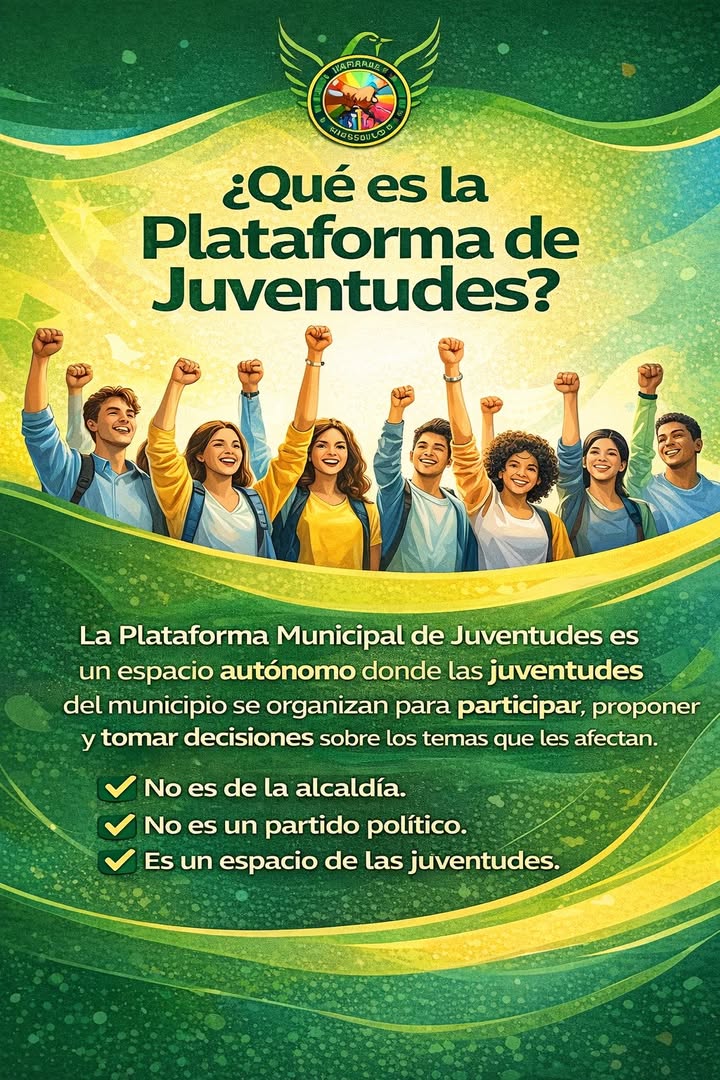 ¿Qué es la
Plataforma de
Juventudes?
La Plataforma Municipal de Juventudes es
un espacio autónomo donde las juventudes
del municipio se organizan para participar, proponer
y tomar decisiones sobre los temas que les afectan.
No es de la alcaldía.
No es un partido político.
Es un espacio de las juventudes.